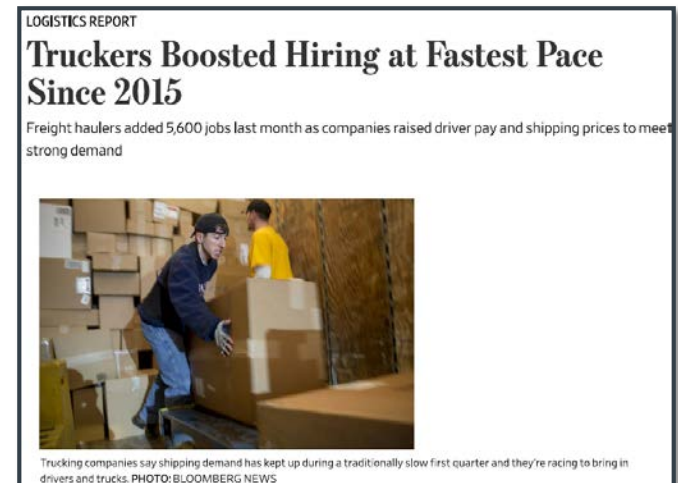 LOGISTICS REPORT
Truckers Boosted Hiring at Fastest Pace
Since 2015
Freight haulers added 5,600 jobs last month as companies raised driver pay and shipping prices to meet
strong demand
Trucking companies say shipping demand has kept up during a traditionally slow first quarter and they're racing to bring in
drivers and trucks. PHOTO: BLOOMBERG NEWS